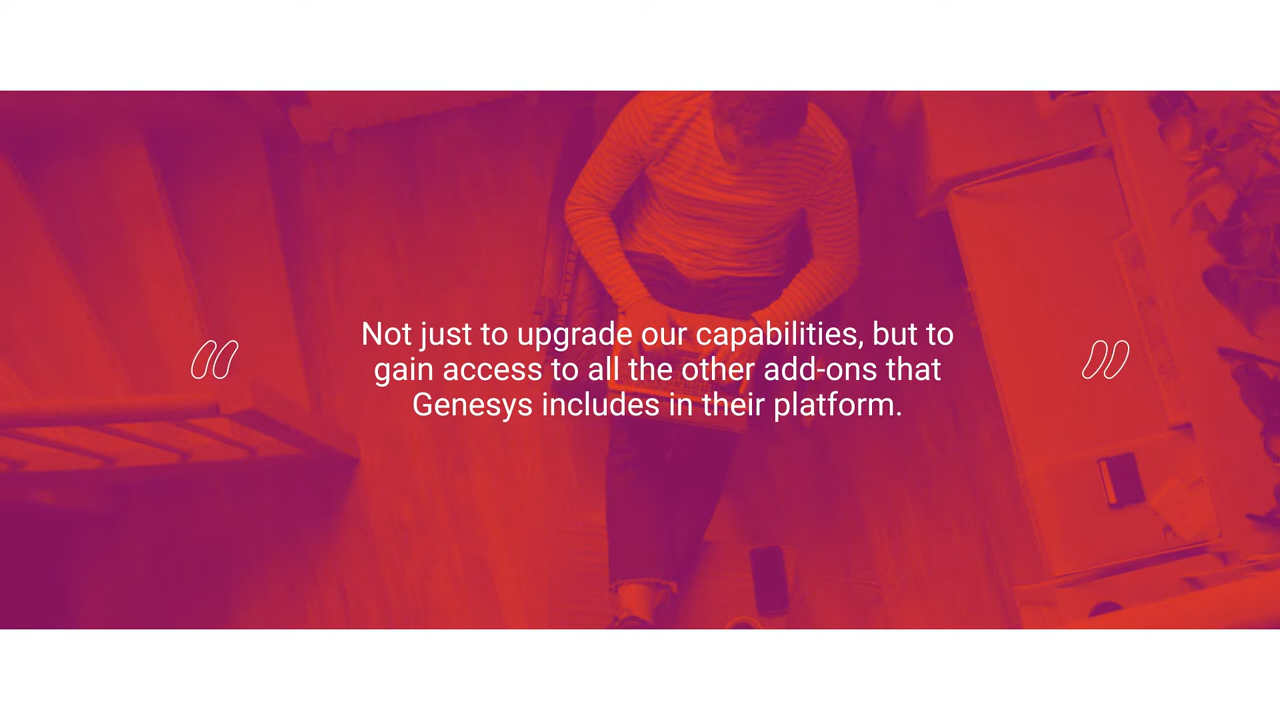 Not just to upgrade our capabilities, but to
gain access to all the other add-ons that
Genesys includes in their platform.